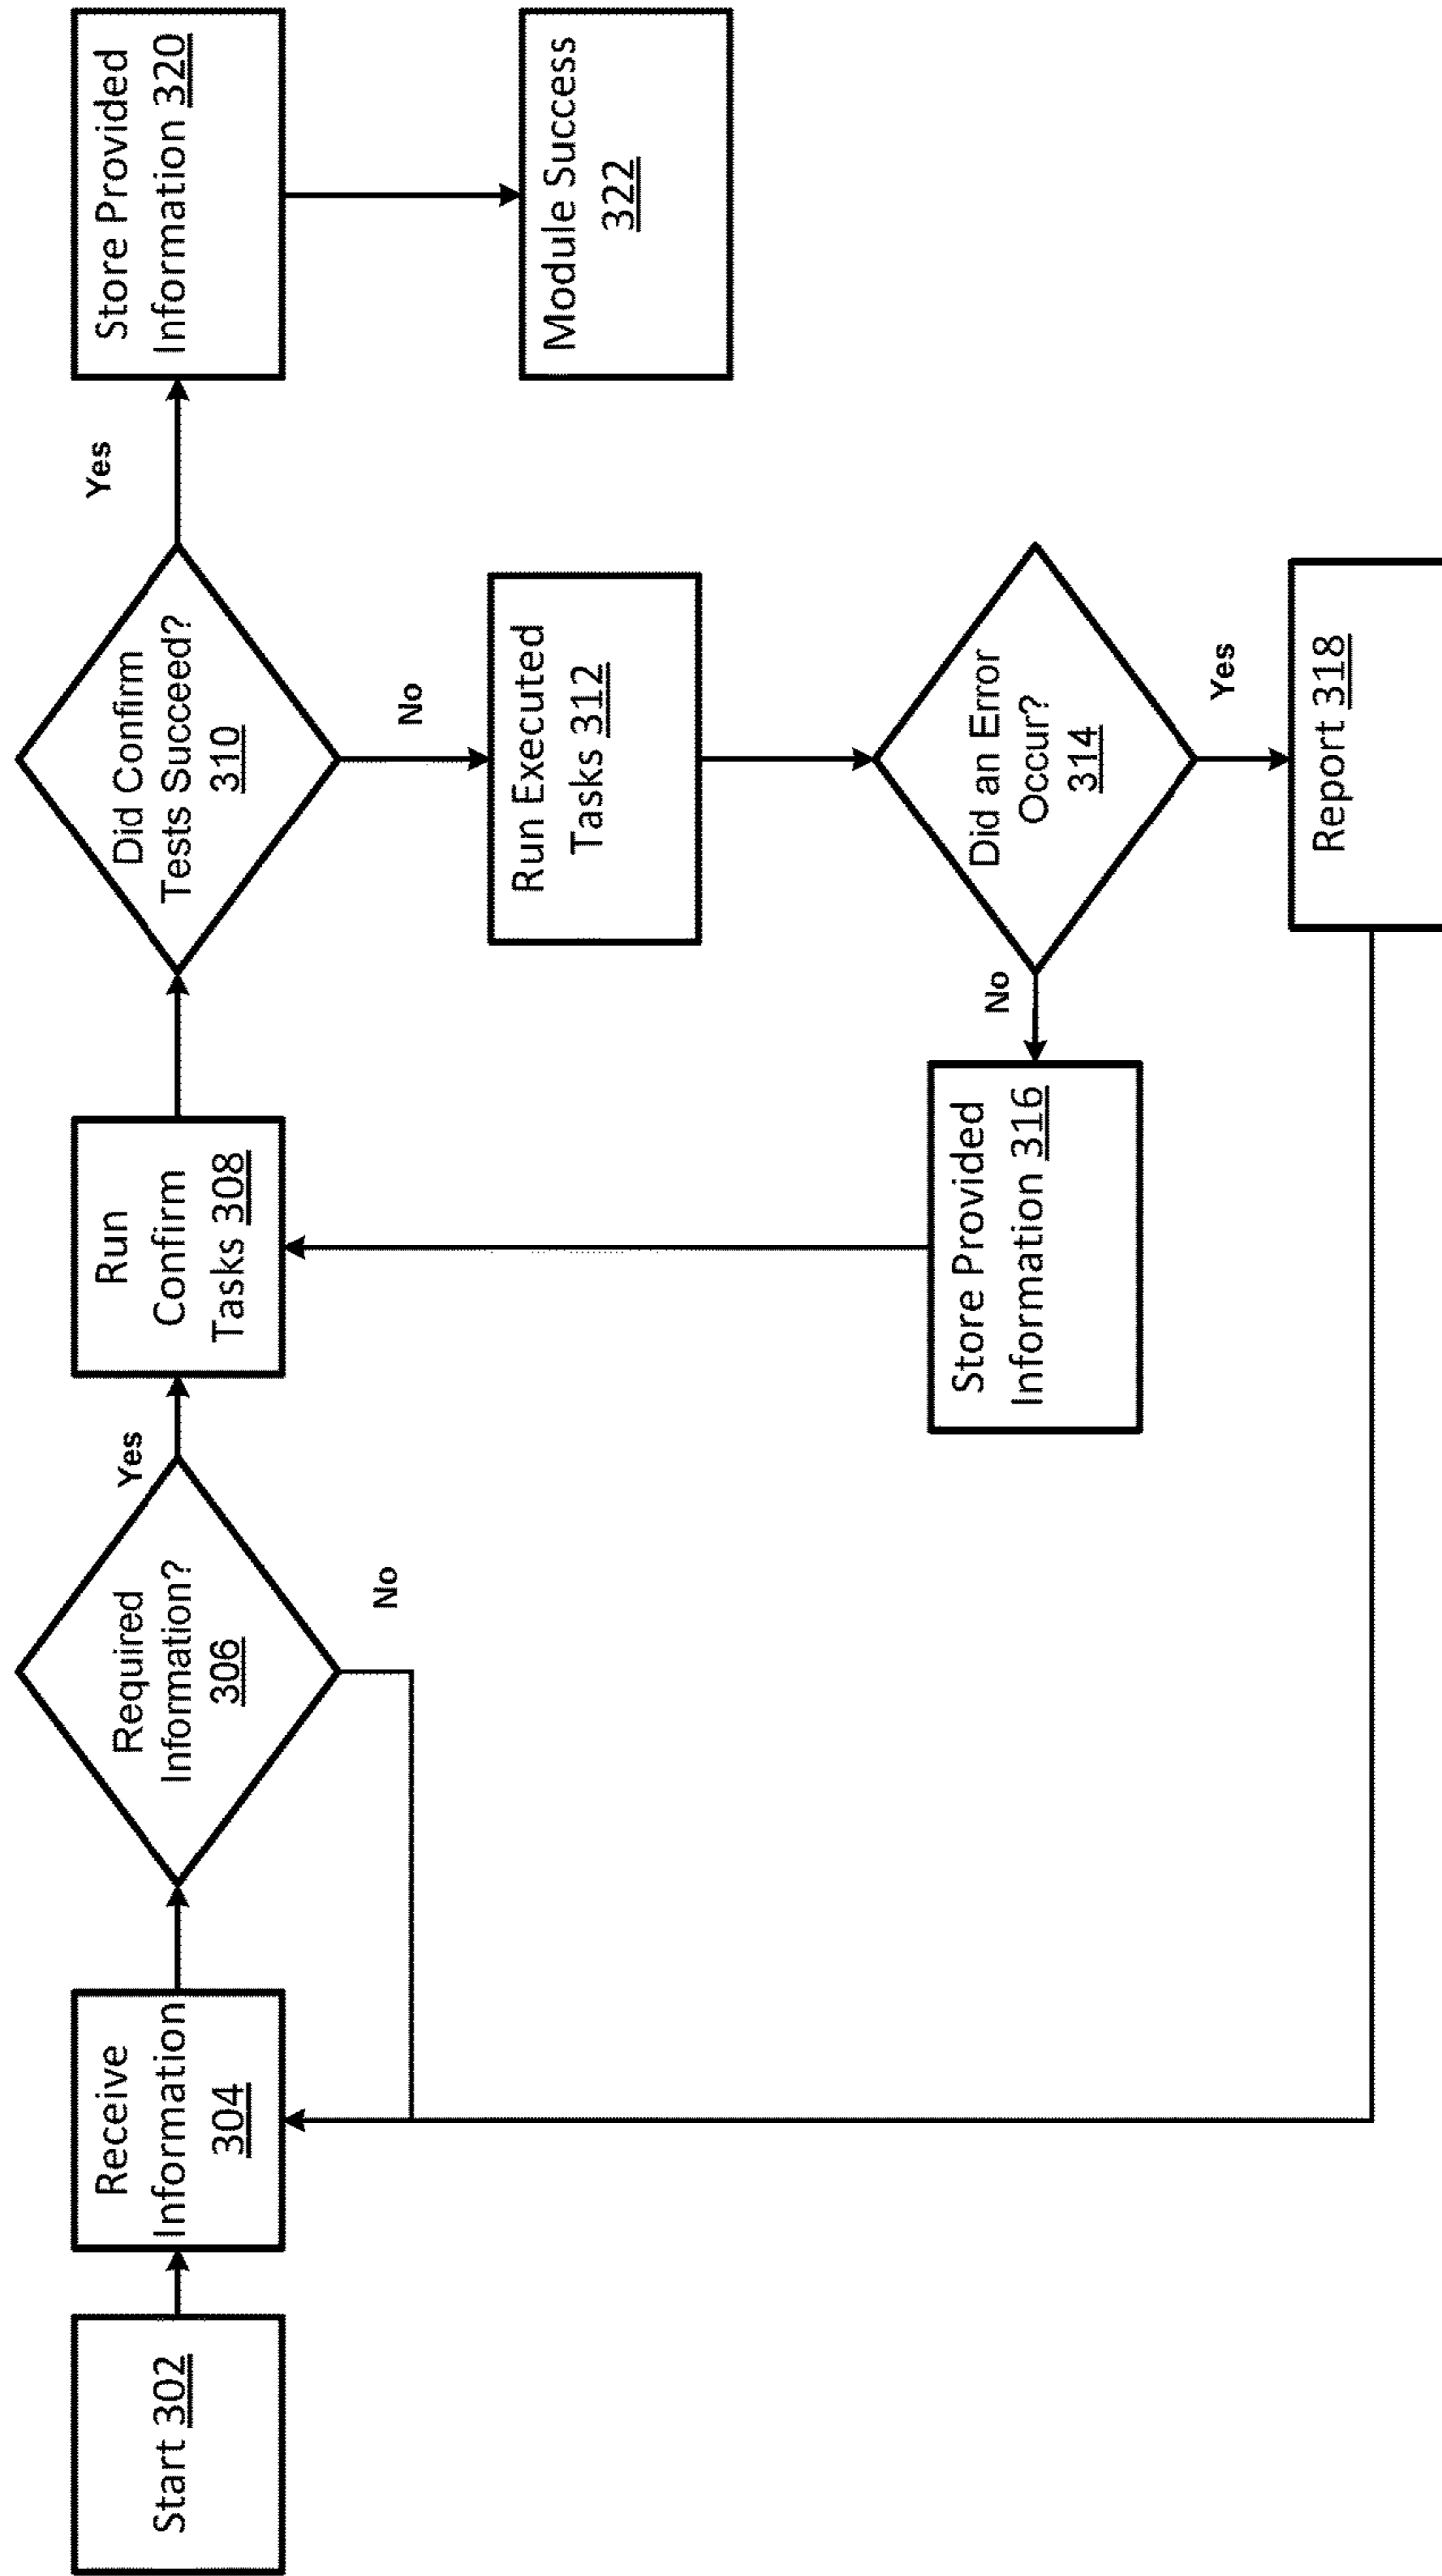 Start 302
Receive
Information
304
Required
Information?
306
Yes
No
Run
Confirm
Tasks 308
Did Confirm
Tests Succeed?
310
Yes
No
Store Provided
Information 320
Module Success
322
Run Executed
Tasks 312
Did an Error
Occur?
314
No
Yes
Store Provided
Information 316
Report 318